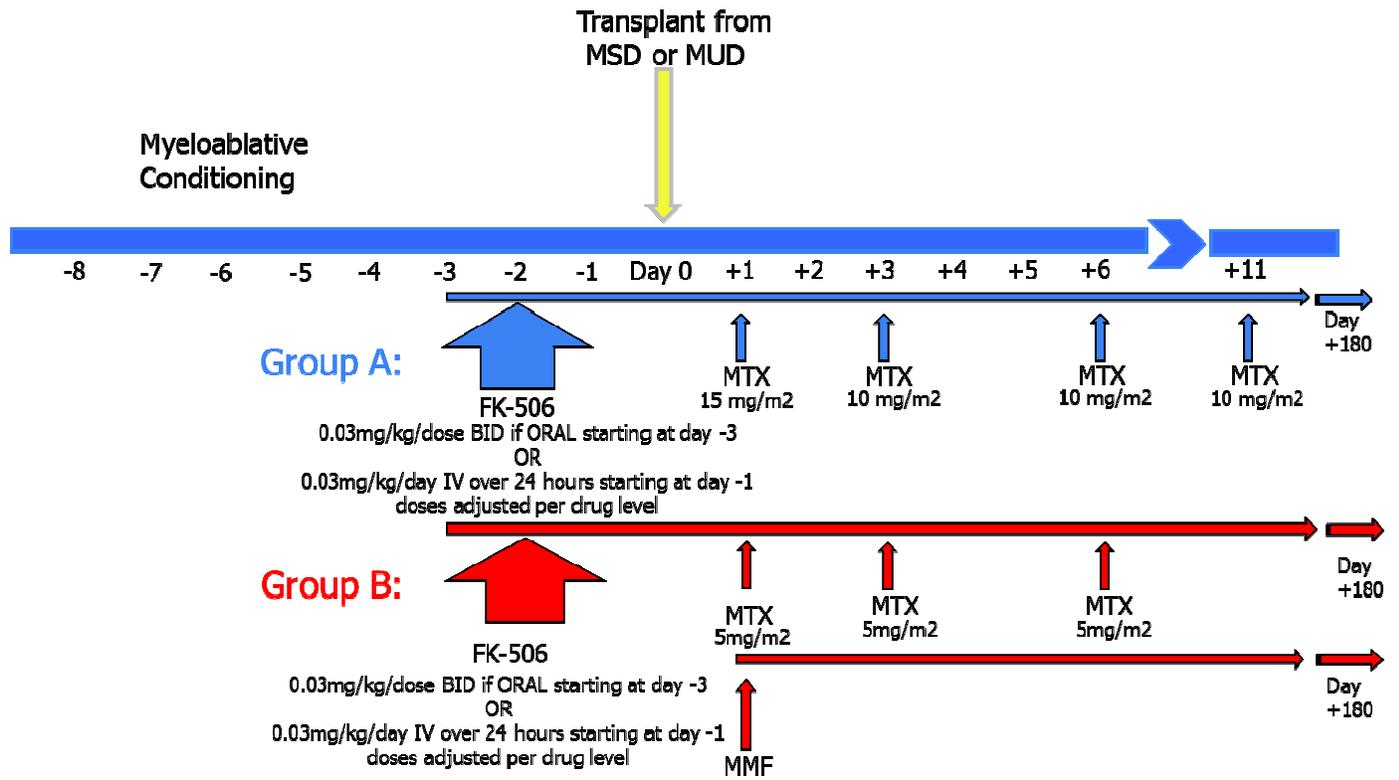 Transplant from
MSD or MUD
Myeloablative
Conditioning
-8 -7 -6 -5 -4 -3 -2 -1 Day 0 +1 +2 +3 +4 +5 +6 +11
Day
+180
Group A:
MTX
15 mg/m2
MTX
10 mg/m2
MTX
10 mg/m2
MTX
10 mg/m2
FK-506
0.03mg/kg/dose BID if ORAL starting at day -3
OR
0.03mg/kg/day IV over 24 hours starting at day -1
doses adjusted per drug level
Group B:
Day
+180
MTX
5mg/m2
MTX
5mg/m2
MTX
5mg/m2
FK-506
0.03mg/kg/dose BID if ORAL starting at day -3
OR
0.03mg/kg/day IV over 24 hours starting at day -1
doses adjusted per drug level
Day
+180
MMF